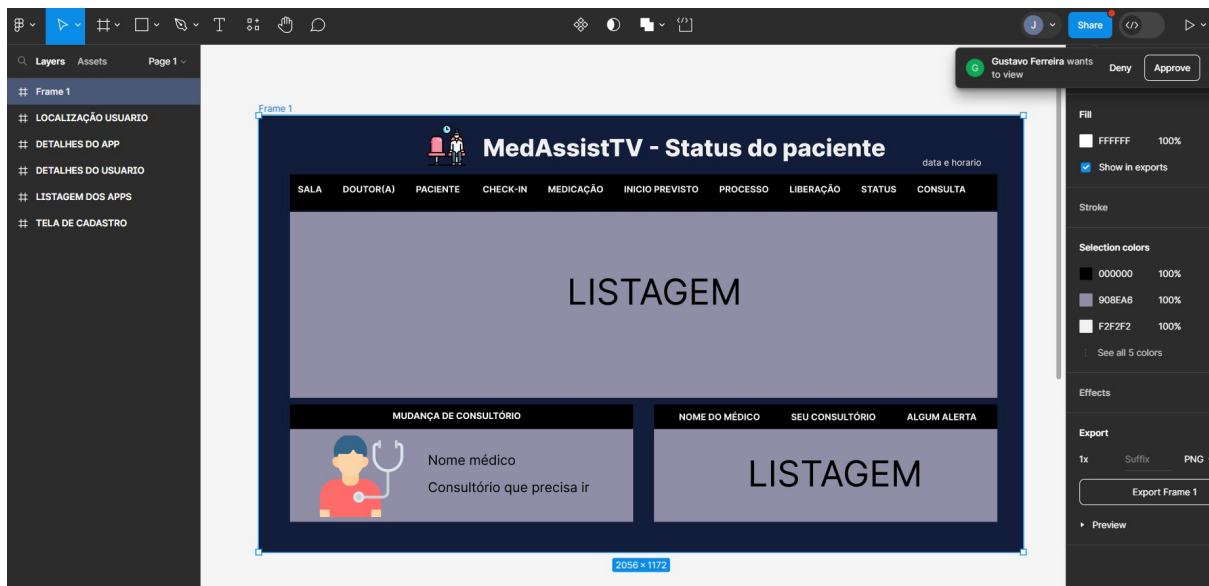 J
Share
Layers Assets Page 1
Gustavo Ferreira wants
to view
G
Deny Approve
Frame 1
LOCALIZAÇÃO USUARIO
DETALHES DO APP
DETALHES DO USUARIO
LISTAGEM DOS APPS
TELA DE CADASTRO
Frame 1
MedAssistTV - Status do paciente
data e horario
SALA DOUTOR(A) PACIENTE CHECK-IN MEDICAÇÃO INICIO PREVISTO PROCESSO LIBERAÇÃO STATUS CONSULTA
LISTAGEM
MUDANÇA DE CONSULTÓRIO
Nome médico
Consultório que precisa ir
NOME DO MÉDICO SEU CONSULTÓRIO ALGUM ALERTA
LISTAGEM
2056 × 1172
Fill
FFFFFF 100%
Show in exports
Stroke
Selection colors
000000 100%
908EA6 100%
F2F2F2 100%
See all 5 colors
Effects
Export
1x Suffix PNG
Export Frame 1
Preview